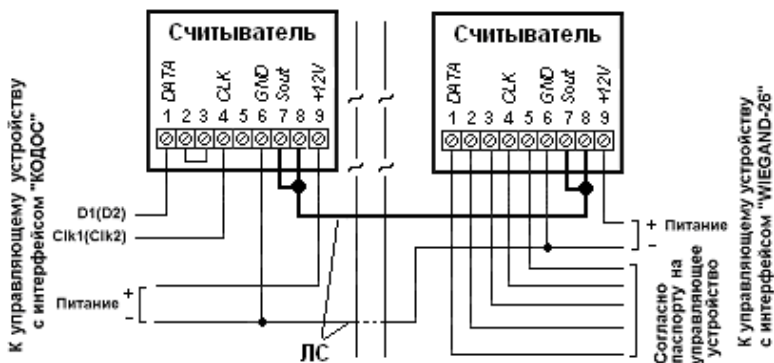 Считыватель
DATA CLK GND Sout +12V
1 2 3 4 5 6 7 8 9
Считыватель
DATA CLK GND Sout +12V
1 2 3 4 5 6 7 8 9
К управляющему устройству
с интерфейсом "КОДОС"
D1(D2)
Clk1(Clk2)
Питание + −
ЛС
+ Питание
−
Согласно
паспорту на
управляющее
устройство
К управляющему устройству
с интерфейсом "WIEGAND-26"